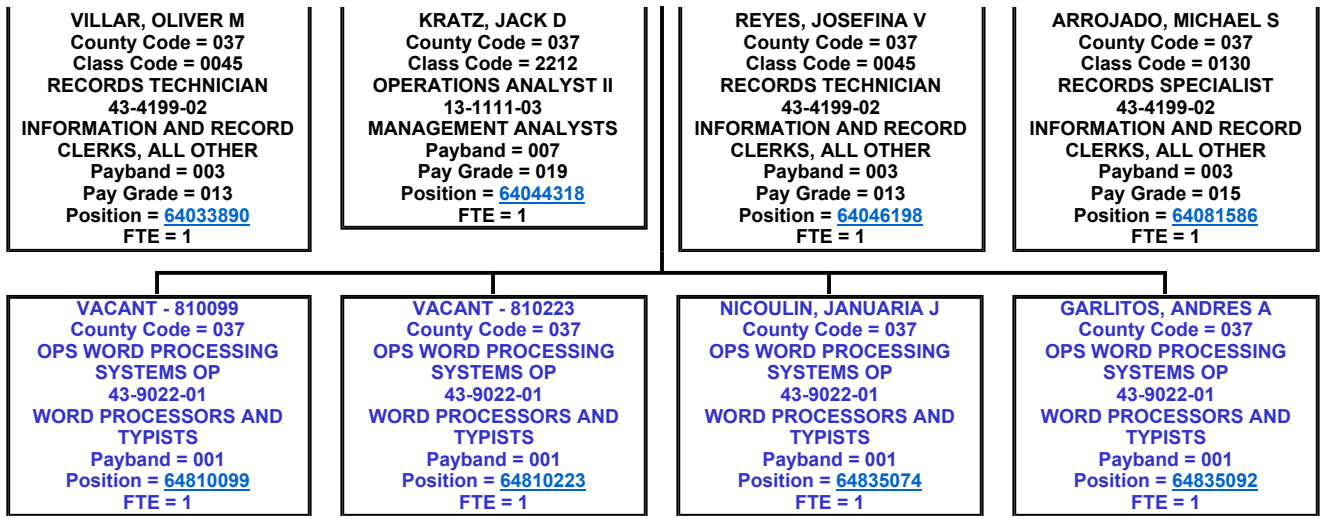 VILLAR, OLIVER M
County Code = 037
Class Code = 0045
RECORDS TECHNICIAN
43-4199-02
INFORMATION AND RECORD
CLERKS, ALL OTHER
Payband = 003
Pay Grade = 013
Position = 64033890
FTE = 1
KRATZ, JACK D
County Code = 037
Class Code = 2212
OPERATIONS ANALYST II
13-1111-03
MANAGEMENT ANALYSTS
Payband = 007
Pay Grade = 019
Position = 64044318
FTE = 1
REYES, JOSEFINA V
County Code = 037
Class Code = 0045
RECORDS TECHNICIAN
43-4199-02
INFORMATION AND RECORD
CLERKS, ALL OTHER
Payband = 003
Pay Grade = 013
Position = 64046198
FTE = 1
ARROJADO, MICHAEL S
County Code = 037
Class Code = 0130
RECORDS SPECIALIST
43-4199-02
INFORMATION AND RECORD
CLERKS, ALL OTHER
Payband = 003
Pay Grade = 015
Position = 64081586
FTE = 1
VACANT - 810099
County Code = 037
OPS WORD PROCESSING
SYSTEMS OP
43-9022-01
WORD PROCESSORS AND
TYPISTS
Payband = 001
Position = 64810099
FTE = 1
VACANT - 810223
County Code = 037
OPS WORD PROCESSING
SYSTEMS OP
43-9022-01
WORD PROCESSORS AND
TYPISTS
Payband = 001
Position = 64810223
FTE = 1
NICOULIN, JANUARIA J
County Code = 037
OPS WORD PROCESSING
SYSTEMS OP
43-9022-01
WORD PROCESSORS AND
TYPISTS
Payband = 001
Position = 64835074
FTE = 1
GARLITOS, ANDRES A
County Code = 037
OPS WORD PROCESSING
SYSTEMS OP
43-9022-01
WORD PROCESSORS AND
TYPISTS
Payband = 001
Position = 64835092
FTE = 1